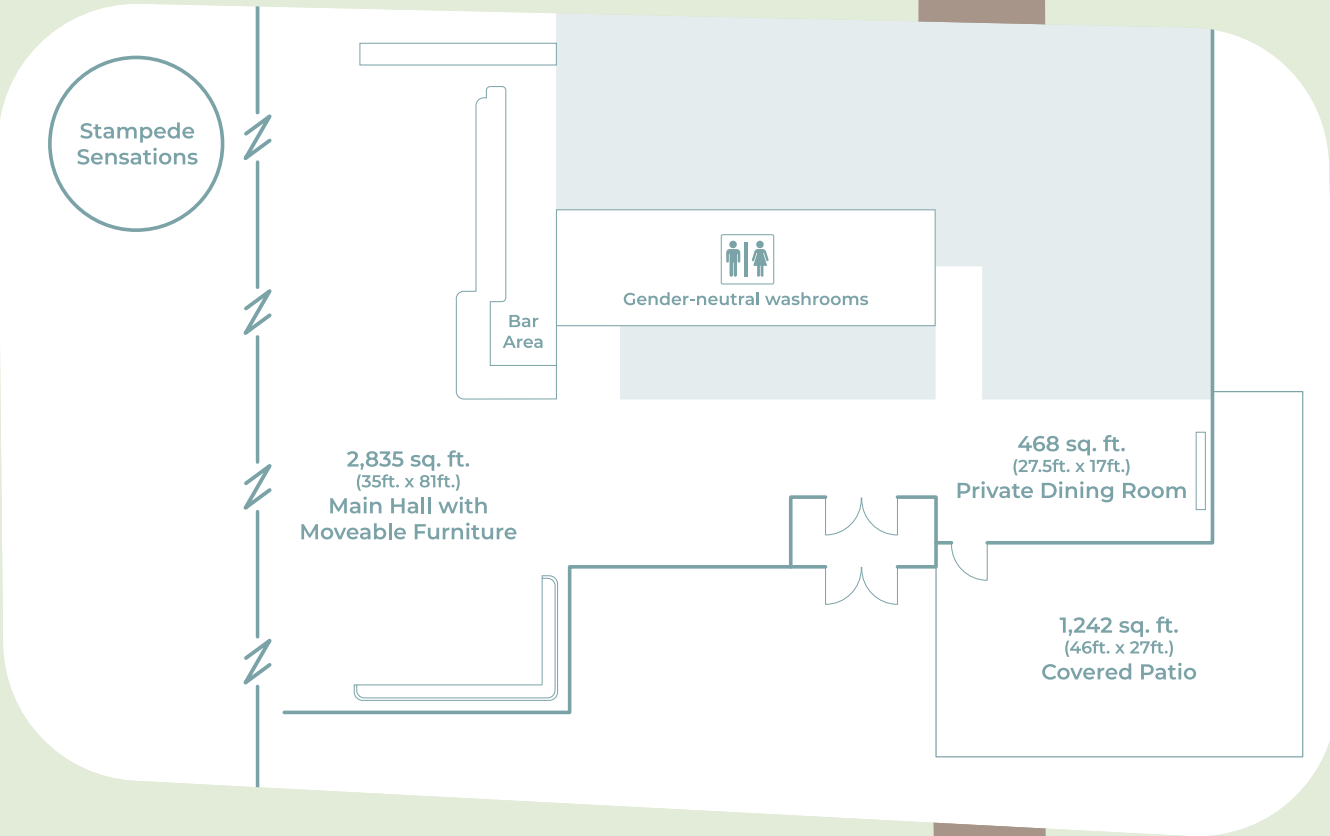 Stampede
Sensations
Gender-neutral washrooms
Bar
Area
2,835 sq. ft.
(35ft. x 81ft.)
Main Hall with
Moveable Furniture
468 sq. ft.
(27.5ft. x 17ft.)
Private Dining Room
1,242 sq. ft.
(46ft. x 27ft.)
Covered Patio